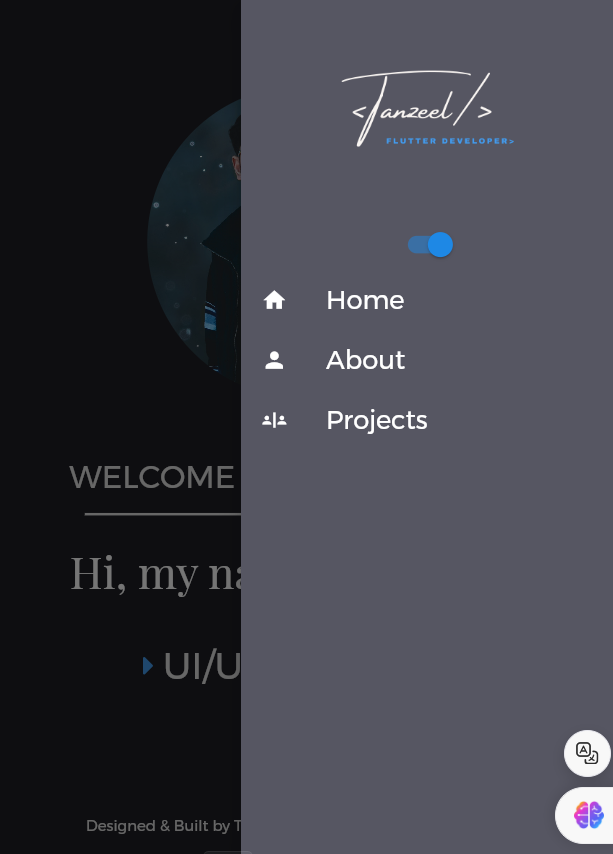 <Tanzeel/>
FLUTTER DEVELOPER>
Home
About
Projects
WELCOME
Hi, my na
UI/U
Designed & Built by T